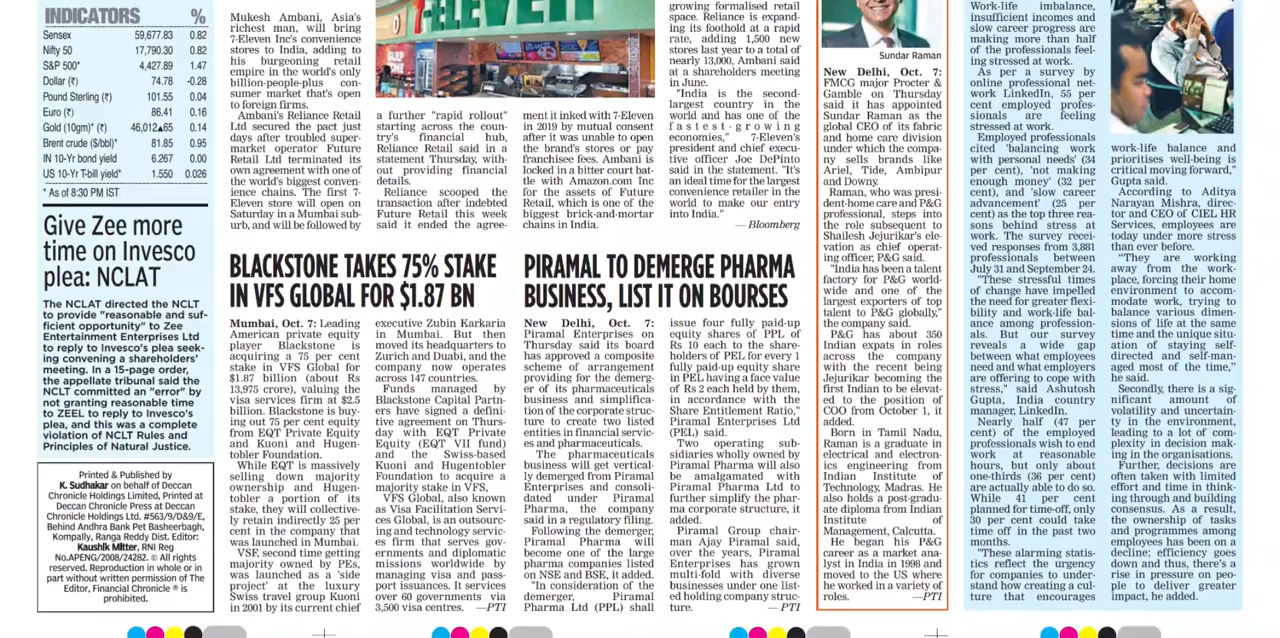 INDICATORS %
Sensex 59,677.83 0.82
Nifty 50 17,790.30 0.82
S&P 500* 4,427.89 1.47
Dollar (₹) 74.78 -0.28
Pound Sterling (₹) 101.55 0.04
Euro (₹) 86.41 0.16
Gold (10gm)* (₹) 46,012▲65 0.14
Brent crude ($/bbl)* 81.85 0.95
IN 10-Yr bond yield 6.267 0.00
US 10-Yr T-bill yield* 1.550 0.026
* As of 8:30 PM IST
Give Zee more
time on Invesco
plea: NCLAT
The NCLAT directed the NCLT
to provide "reasonable and suf-
ficient opportunity" to Zee
Entertainment Enterprises Ltd
to reply to Invesco's plea seek-
ing convening a shareholders'
meeting. In a 15-page order,
the appellate tribunal said the
NCLT committed an "error" by
not granting reasonable time
to ZEEL to reply to Invesco's
plea, and this was a complete
violation of NCLT Rules and
Principles of Natural Justice.
Printed & Published by
K. Sudhakar on behalf of Deccan
Chronicle Holdings Limited, Printed at
Deccan Chronicle Press at Deccan
Chronicle Holdings Ltd. #563/9/D&9/E,
Behind Andhra Bank Pet Basheerbagh,
Kompally, Ranga Reddy Dist. Editor:
Kaushik Mitter, RNI Reg
No.APENG/2008/24282. © All rights
reserved. Reproduction in whole or in
part without written permission of The
Editor, Financial Chronicle ® is
prohibited.
Mukesh Ambani, Asia's
richest man, will bring
7-Eleven Inc's convenience
stores to India, adding to
his burgeoning retail
empire in the world's only
billion-people-plus con-
sumer market that's open
to foreign firms.
Ambani's Reliance Retail
Ltd secured the pact just
days after troubled super-
market operator Future
Retail Ltd terminated its
own agreement with one of
the world's biggest conven-
ience chains. The first 7-
Eleven store will open on
Saturday in a Mumbai sub-
urb, and will be followed by
7-ELEVEN
a further "rapid rollout"
starting across the coun-
try's financial hub,
Reliance Retail said in a
statement Thursday, with-
out providing financial
details.
Reliance scooped the
transaction after indebted
Future Retail this week
said it ended the agree-
ment it inked with 7-Eleven
in 2019 by mutual consent
after it was unable to open
the brand's stores or pay
franchisee fees. Ambani is
locked in a bitter court bat-
tle with Amazon.com Inc
for the assets of Future
Retail, which is one of the
biggest brick-and-mortar
chains in India.
growing formalised retail
space. Reliance is expand-
ing its foothold at a rapid
rate, adding 1,500 new
stores last year to a total of
nearly 13,000, Ambani said
at a shareholders meeting
in June.
"India is the second-
largest country in the
world and has one of the
fastest-growing
economies," 7-Eleven's
president and chief execu-
tive officer Joe DePinto
said in the statement. "It's
an ideal time for the largest
convenience retailer in the
world to make our entry
into India."
— Bloomberg
BLACKSTONE TAKES 75% STAKE
IN VFS GLOBAL FOR $1.87 BN
Mumbai, Oct. 7: Leading
American private equity
player Blackstone is
acquiring a 75 per cent
stake in VFS Global for
$1.87 billion (about Rs
13,975 crore), valuing the
visa services firm at $2.5
billion. Blackstone is buy-
ing out 75 per cent equity
from EQT Private Equity
and Kuoni and Hugen-
tobler Foundation.
While EQT is massively
selling down majority
ownership and Hugen-
tobler a portion of its
stake, they will collective-
ly retain indirectly 25 per
cent in the company that
was launched in Mumbai.
VSF, second time getting
majority owned by PEs,
was launched as a 'side
project' at the luxury
Swiss travel group Kuoni
in 2001 by its current chief
executive Zubin Karkaria
in Mumbai. But then
moved its headquarters to
Zurich and Duabi, and the
company now operates
across 147 countries.
Funds managed by
Blackstone Capital Partn-
ers have signed a defini-
tive agreement on Thurs-
day with EQT Private
Equity (EQT VII fund)
and the Swiss-based
Kuoni and Hugentobler
Foundation to acquire a
majority stake in VFS,
VFS Global, also known
as Visa Facilitation Servi-
ces Global, is an outsourc-
ing and technology servic-
es firm that serves gov-
ernments and diplomatic
missions worldwide by
managing visa and pass-
port issuances. It services
over 60 governments via
3,500 visa centres. —PTI
PIRAMAL TO DEMERGE PHARMA
BUSINESS, LIST IT ON BOURSES
New Delhi, Oct. 7:
Piramal Enterprises on
Thursday said its board
has approved a composite
scheme of arrangement
providing for the demerg-
er of its pharmaceuticals
business and simplifica-
tion of the corporate struc-
ture to create two listed
entities in financial servic-
es and pharmaceuticals.
The pharmaceuticals
business will get vertical-
ly demerged from Piramal
Enterprises and consoli-
dated under Piramal
Pharma, the company
said in a regulatory filing.
Following the demerger,
Piramal Pharma will
become one of the large
pharma companies listed
on NSE and BSE, it added.
"In consideration of the
demerger, Piramal
Pharma Ltd (PPL) shall
issue four fully paid-up
equity shares of PPL of
Rs 10 each to the share-
holders of PEL for every 1
fully paid-up equity share
in PEL having a face value
of Rs 2 each held by them,
in accordance with the
Share Entitlement Ratio,"
Piramal Enterprises Ltd
(PEL) said.
Two operating sub-
sidiaries wholly owned by
Piramal Pharma will also
be amalgamated with
Piramal Pharma Ltd to
further simplify the phar-
ma corporate structure, it
added.
Piramal Group chair-
man Ajay Piramal said,
over the years, Piramal
Enterprises has grown
multi-fold with diverse
businesses under one list-
ed holding company struc-
ture. — PTI
Sundar Raman
New Delhi, Oct. 7:
FMCG major Procter &
Gamble on Thursday
said it has appointed
Sundar Raman as the
global CEO of its fabric
and home care division
under which the compa-
ny sells brands like
Ariel, Tide, Ambipur
and Downy.
Raman, who was presi-
dent-home care and P&G
professional, steps into
the role subsequent to
Shailesh Jejurikar's ele-
vation as chief operat-
ing officer, P&G said.
"India has been a talent
factory for P&G world-
wide and one of the
largest exporters of top
talent to P&G globally,"
the company said.
P&G has about 350
Indian expats in roles
across the company
with the recent being
Jejurikar becoming the
first Indian to be elevat-
ed to the position of
COO from October 1, it
added.
Born in Tamil Nadu,
Raman is a graduate in
electrical and electron-
ics engineering from
Indian Institute of
Technology, Madras. He
also holds a post-gradu-
ate diploma from Indian
Institute of
Management, Calcutta.
He began his P&G
career as a market ana-
lyst in India in 1998 and
moved to the US where
he worked in a variety of
roles. —PTI
Work-life imbalance,
insufficient incomes and
slow career progress are
making more than half
of the professionals feel-
ing stressed at work.
As per a survey by
online professional net-
work LinkedIn, 55 per
cent employed profes-
sionals are feeling
stressed at work.
Employed professionals
cited 'balancing work
with personal needs' (34
per cent), 'not making
enough money' (32 per
cent), and 'slow career
advancement' (25 per
cent) as the top three rea-
sons behind stress at
work. The survey recei-
ved responses from 3,881
professionals between
July 31 and September 24.
"These stressful times
of change have impelled
the need for greater flexi-
bility and work-life bal-
ance among profession-
als. But our survey
reveals a wide gap
between what employees
need and what employers
are offering to cope with
stress," said Ashutosh
Gupta, India country
manager, LinkedIn.
Nearly half (47 per
cent) of the employed
professionals wish to end
work at reasonable
hours, but only about
one-thirds (36 per cent)
are actually able to do so.
While 41 per cent
planned for time-off, only
30 per cent could take
time off in the past two
months.
"These alarming statis-
tics reflect the urgency
for companies to under-
stand how creating a cul-
ture that encourages
work-life balance and
prioritises well-being is
critical moving forward,"
Gupta said.
According to Aditya
Narayan Mishra, direc-
tor and CEO of CIEL HR
Services, employees are
today under more stress
than ever before.
"They are working
away from the work-
place, forcing their home
environment to accom-
modate work, trying to
balance various dimen-
sions of life at the same
time and the unique situ-
ation of staying self-
directed and self-man-
aged most of the time,"
he said.
Secondly, there is a sig-
nificant amount of
volatility and uncertain-
ty in the environment,
leading to a lot of com-
plexity in decision mak-
ing in the organisations.
Further, decisions are
often taken with limited
effort and time in think-
ing through and building
consensus. As a result,
the ownership of tasks
and programmes among
employees has been on a
decline; efficiency goes
down and thus, there's a
rise in pressure on peo-
ple to deliver greater
impact, he added.